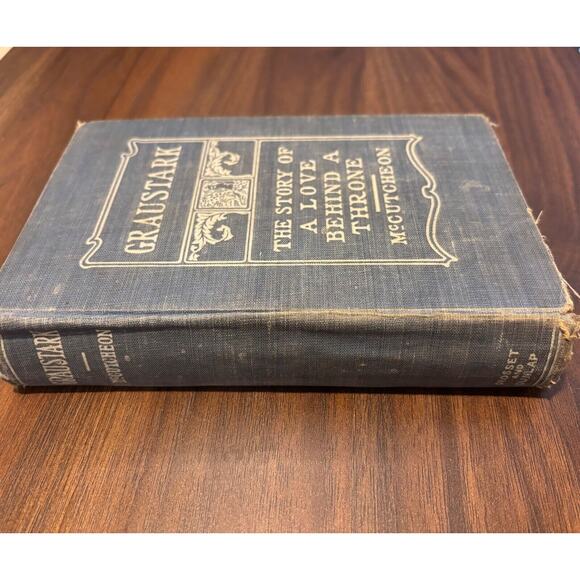 GRAUSTARK
THE STORY OF
A LOVE
BEHIND A
THRONE
McCUTCHEON
GRAUSTARK
McCUTCHEON
GROSSET
AND
DUNLAP